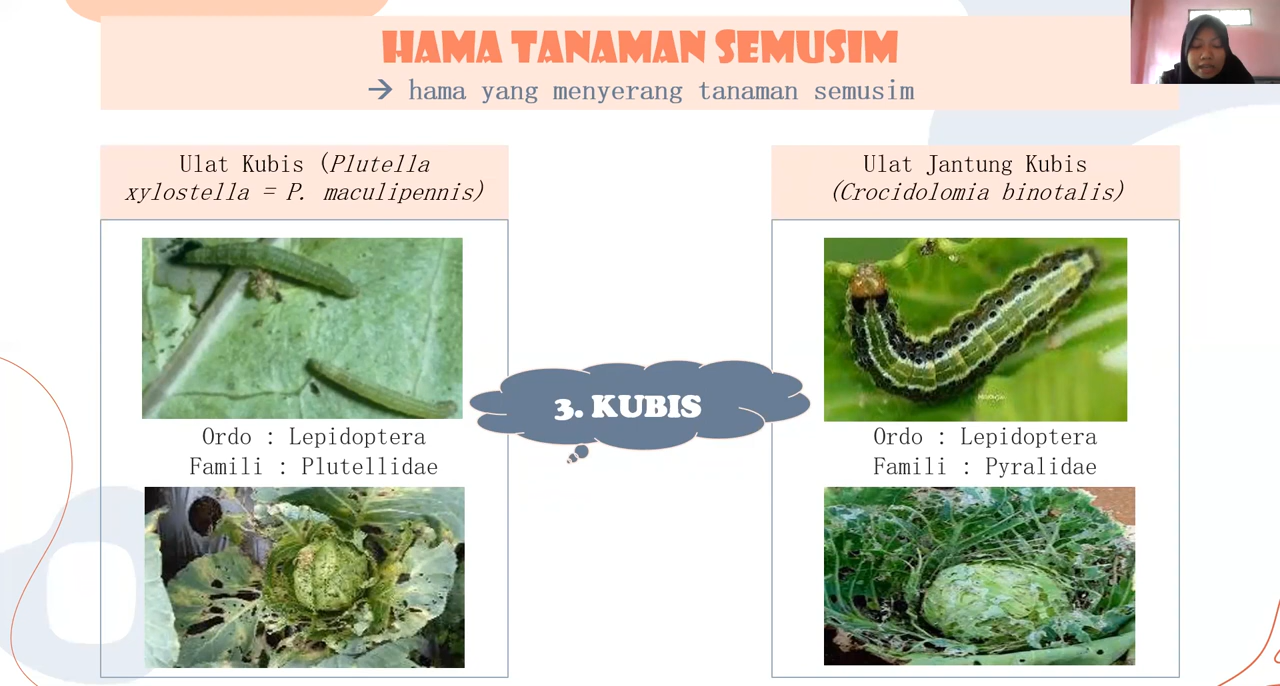 HAMA TANAMAN SEMUSIM
→ hama yang menyerang tanaman semusim
Ulat Kubis (Plutella
xylostella = P. maculipennis)
Ordo : Lepidoptera
Famili : Plutellidae
3. KUBIS
Ulat Jantung Kubis
(Crocidolomia binotalis)
Ordo : Lepidoptera
Famili : Pyralidae